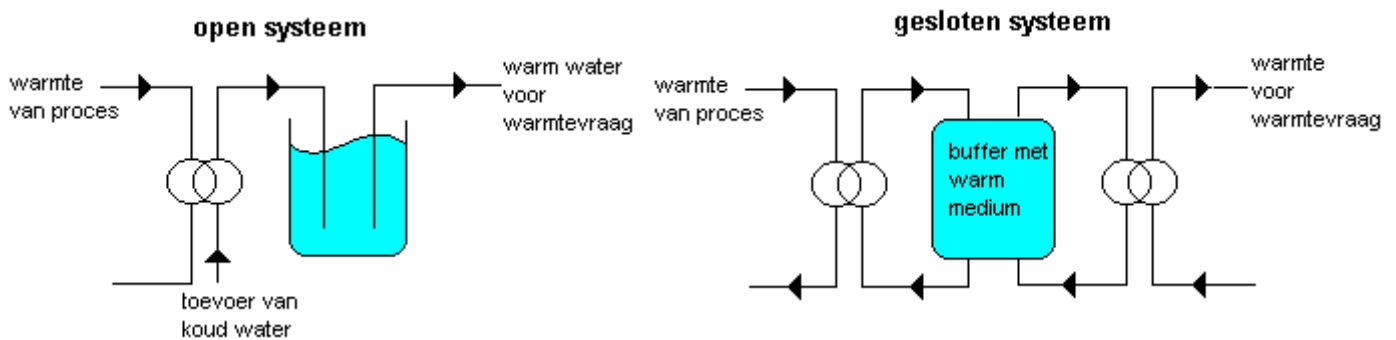 open systeem
warmte
van proces
warm water
voor
warmtevraag
toevoer van
koud water
gesloten systeem
warmte
van proces
buffer met
warm
medium
warmte
voor
warmtevraag